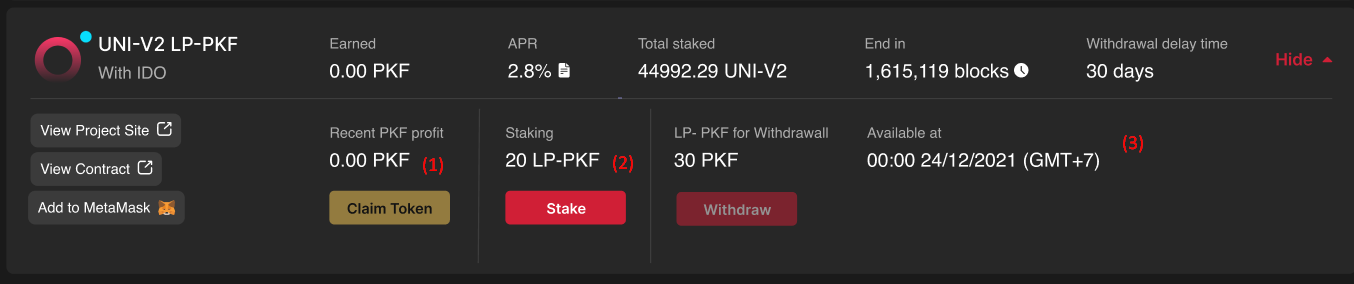 UNI-V2 LP-PKF
With IDO
Earned
0.00 PKF
APR
2.8%
Total staked
44992.29 UNI-V2
End in
1,615,119 blocks
Withdrawal delay time
30 days
Hide
View Project Site
View Contract
Add to MetaMask
Recent PKF profit
0.00 PKF (1)
Claim Token
Staking
20 LP-PKF (2)
Stake
LP- PKF for Withdrawall
30 PKF
Withdraw
Available at
00:00 24/12/2021 (GMT+7) (3)